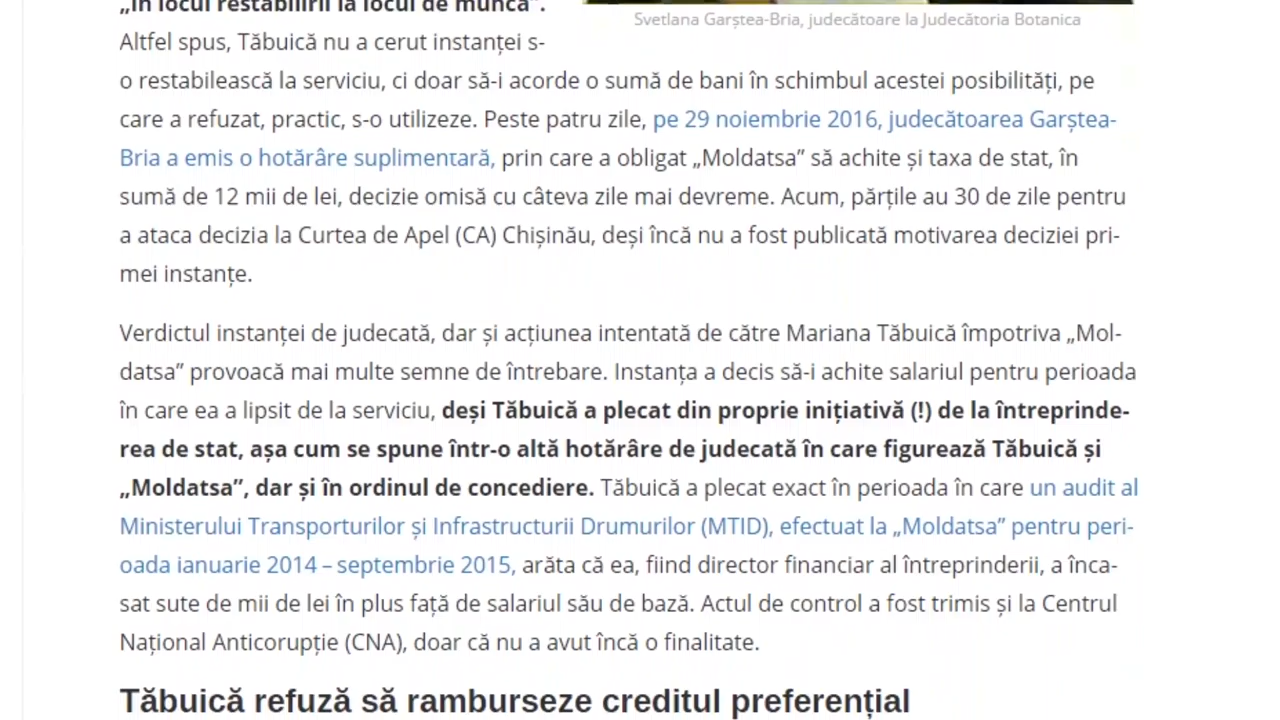 „în locul restabilirii la locul de muncă”.
Svetlana Garștea-Bria, judecătoare la Judecătoria Botanica
Altfel spus, Tăbuică nu a cerut instanței s-
o restabilească la serviciu, ci doar să-i acorde o sumă de bani în schimbul acestei posibilități, pe
care a refuzat, practic, s-o utilizeze. Peste patru zile, pe 29 noiembrie 2016, judecătoarea Garștea-
Bria a emis o hotărâre suplimentară, prin care a obligat „Moldatsa” să achite și taxa de stat, în
sumă de 12 mii de lei, decizie omisă cu câteva zile mai devreme. Acum, părțile au 30 de zile pentru
a ataca decizia la Curtea de Apel (CA) Chișinău, deși încă nu a fost publicată motivarea deciziei pri-
mei instanțe.
Verdictul instanței de judecată, dar și acțiunea intentată de către Mariana Tăbuică împotriva „Mol-
datsa” provoacă mai multe semne de întrebare. Instanța a decis să-i achite salariul pentru perioada
în care ea a lipsit de la serviciu, deși Tăbuică a plecat din proprie inițiativă (!) de la întreprinde-
rea de stat, așa cum se spune într-o altă hotărâre de judecată în care figurează Tăbuică și
„Moldatsa”, dar și în ordinul de concediere. Tăbuică a plecat exact în perioada în care un audit al
Ministerului Transporturilor și Infrastructurii Drumurilor (MTID), efectuat la „Moldatsa” pentru peri-
oada ianuarie 2014 – septembrie 2015, arăta că ea, fiind director financiar al întreprinderii, a înca-
sat sute de mii de lei în plus față de salariul său de bază. Actul de control a fost trimis și la Centrul
Național Anticorupție (CNA), doar că nu a avut încă o finalitate.
Tăbuică refuză să ramburseze creditul preferențial